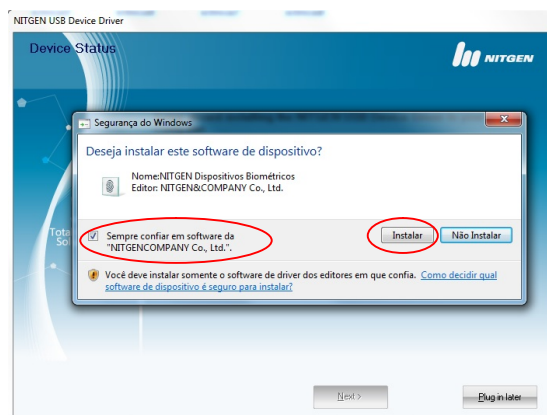 NITGEN USB Device Driver
Device Status
NITGEN
Segurança do Windows
Deseja instalar este software de dispositivo?
Nome:NITGEN Dispositivos Biométricos
Editor: NITGEN&COMPANY Co., Ltd.
Sempre confiar em software da
"NITGENCOMPANY Co., Ltd.".
Instalar
Não Instalar
Você deve instalar somente o software de driver dos editores em que confia. Como decidir qual
software de dispositivo é seguro para instalar?
Next >
Plug in later